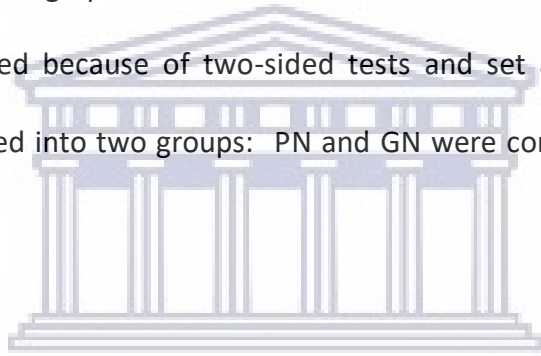 ed because of two-sided tests and set
ed into two groups: PN and GN were con